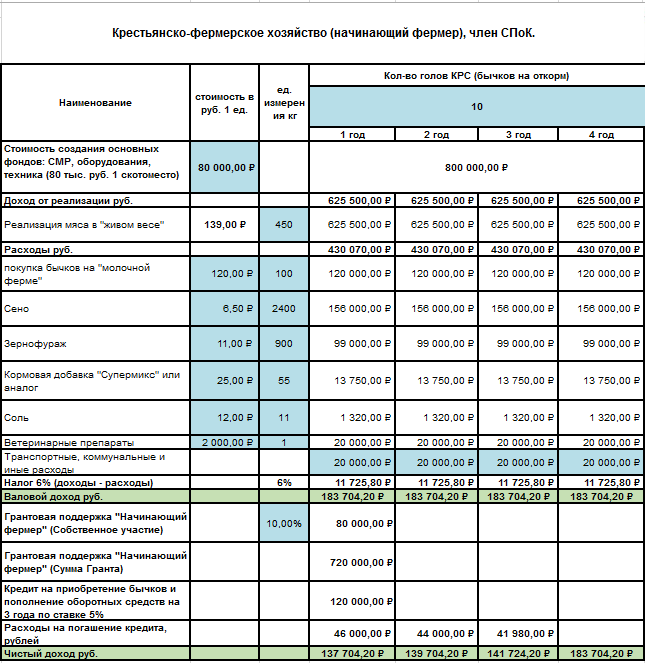 Крестьянско-фермерское хозяйство (начинающий фермер), член СПоК.
Наименование
стоимость в
руб. 1 ед.
ед.
измерен
ия кг
Кол-во голов КРС (бычков на откорм)
10
1 год 2 год 3 год 4 год
Стоимость создания основных
фондов: СМР, оборудования,
техника (80 тыс. руб. 1 скотоместо)
80 000,00 ₽ 800 000,00 ₽
Доход от реализации руб. 625 500,00 ₽ 625 500,00 ₽ 625 500,00 ₽ 625 500,00 ₽
Реализация мяса в "живом весе" 139,00 ₽ 450 625 500,00 ₽ 625 500,00 ₽ 625 500,00 ₽ 625 500,00 ₽
Расходы руб. 430 070,00 ₽ 430 070,00 ₽ 430 070,00 ₽ 430 070,00 ₽
покупка бычков на "молочной
ферме"
120,00 ₽ 100 120 000,00 ₽ 120 000,00 ₽ 120 000,00 ₽ 120 000,00 ₽
Сено 6,50 ₽ 2400 156 000,00 ₽ 156 000,00 ₽ 156 000,00 ₽ 156 000,00 ₽
Зернофураж 11,00 ₽ 900 99 000,00 ₽ 99 000,00 ₽ 99 000,00 ₽ 99 000,00 ₽
Кормовая добавка "Супермикс" или
аналог
25,00 ₽ 55 13 750,00 ₽ 13 750,00 ₽ 13 750,00 ₽ 13 750,00 ₽
Соль 12,00 ₽ 11 1 320,00 ₽ 1 320,00 ₽ 1 320,00 ₽ 1 320,00 ₽
Ветеринарные препараты 2 000,00 ₽ 1 20 000,00 ₽ 20 000,00 ₽ 20 000,00 ₽ 20 000,00 ₽
Транспортные, коммунальные и
иные расходы
20 000,00 ₽ 20 000,00 ₽ 20 000,00 ₽ 20 000,00 ₽
Налог 6% (доходы - расходы) 6% 11 725,80 ₽ 11 725,80 ₽ 11 725,80 ₽ 11 725,80 ₽
Валовой доход руб. 183 704,20 ₽ 183 704,20 ₽ 183 704,20 ₽ 183 704,20 ₽
Грантовая поддержка "Начинающий
фермер" (Собственное участие)
10,00% 80 000,00 ₽
Грантовая поддержка "Начинающий
фермер" (Сумма Гранта)
720 000,00 ₽
Кредит на приобретение бычков и
пополнение оборотных средств на
3 года по ставке 5%
120 000,00 ₽
Расходы на погашение кредита,
рублей
46 000,00 ₽ 44 000,00 ₽ 41 980,00 ₽
Чистый доход руб. 137 704,20 ₽ 139 704,20 ₽ 141 724,20 ₽ 183 704,20 ₽